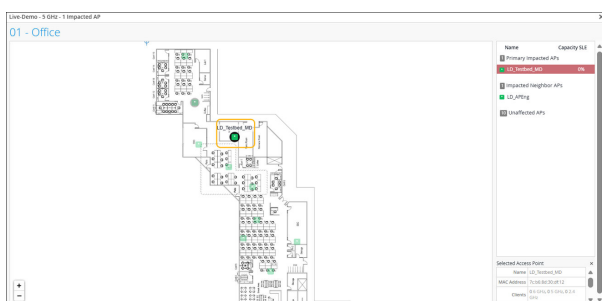 Live-Demo - 5 GHz - 1 Impacted AP
01 - Office
LD_Testbed_MD
Name Capacity SLE
1 Primary Impacted APs
LD_Testbed_MD 0%
1 Impacted Neighbor APs
LD_APEng
10 Unaffected APs
Selected Access Point
Name LD_Testbed_MD
MAC Address
Clients
+
−